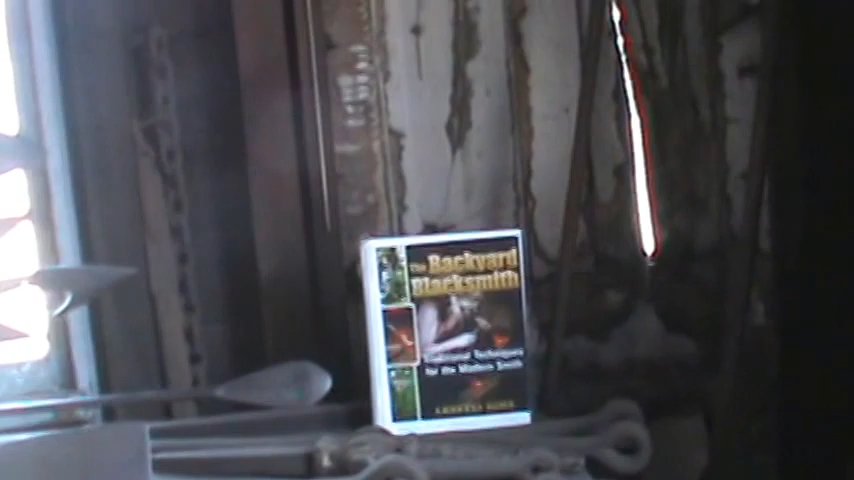 The Backyard
Blacksmith
Traditional Techniques
for the Modern Smith